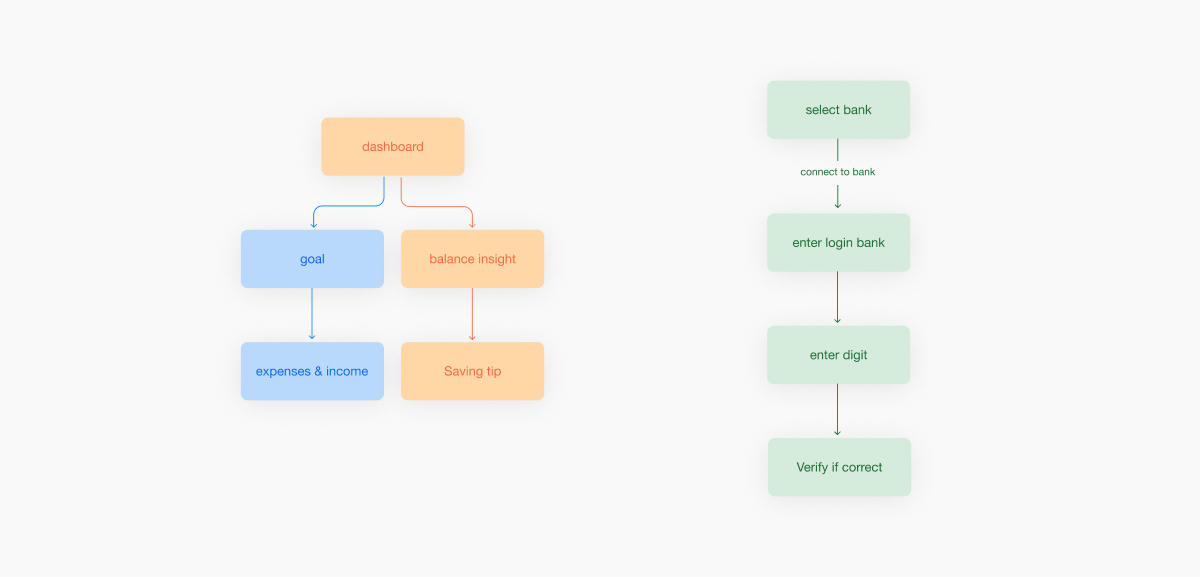 dashboard
goal
balance insight
expenses & income
Saving tip
select bank
connect to bank
enter login bank
enter digit
Verify if correct